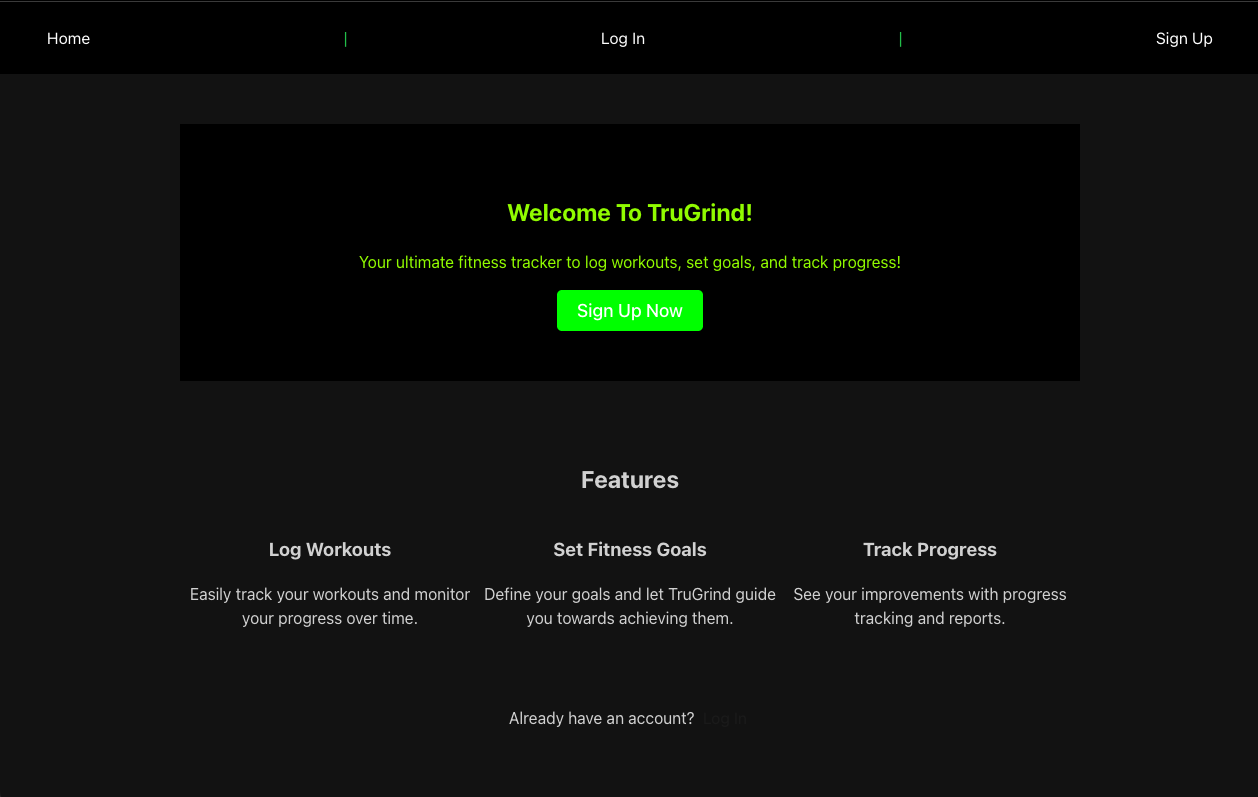 Home | Log In | Sign Up
Welcome To TruGrind!
Your ultimate fitness tracker to log workouts, set goals, and track progress!
Sign Up Now
Features
Log Workouts
Easily track your workouts and monitor
your progress over time.
Set Fitness Goals
Define your goals and let TruGrind guide
you towards achieving them.
Track Progress
See your improvements with progress
tracking and reports.
Already have an account? Log in